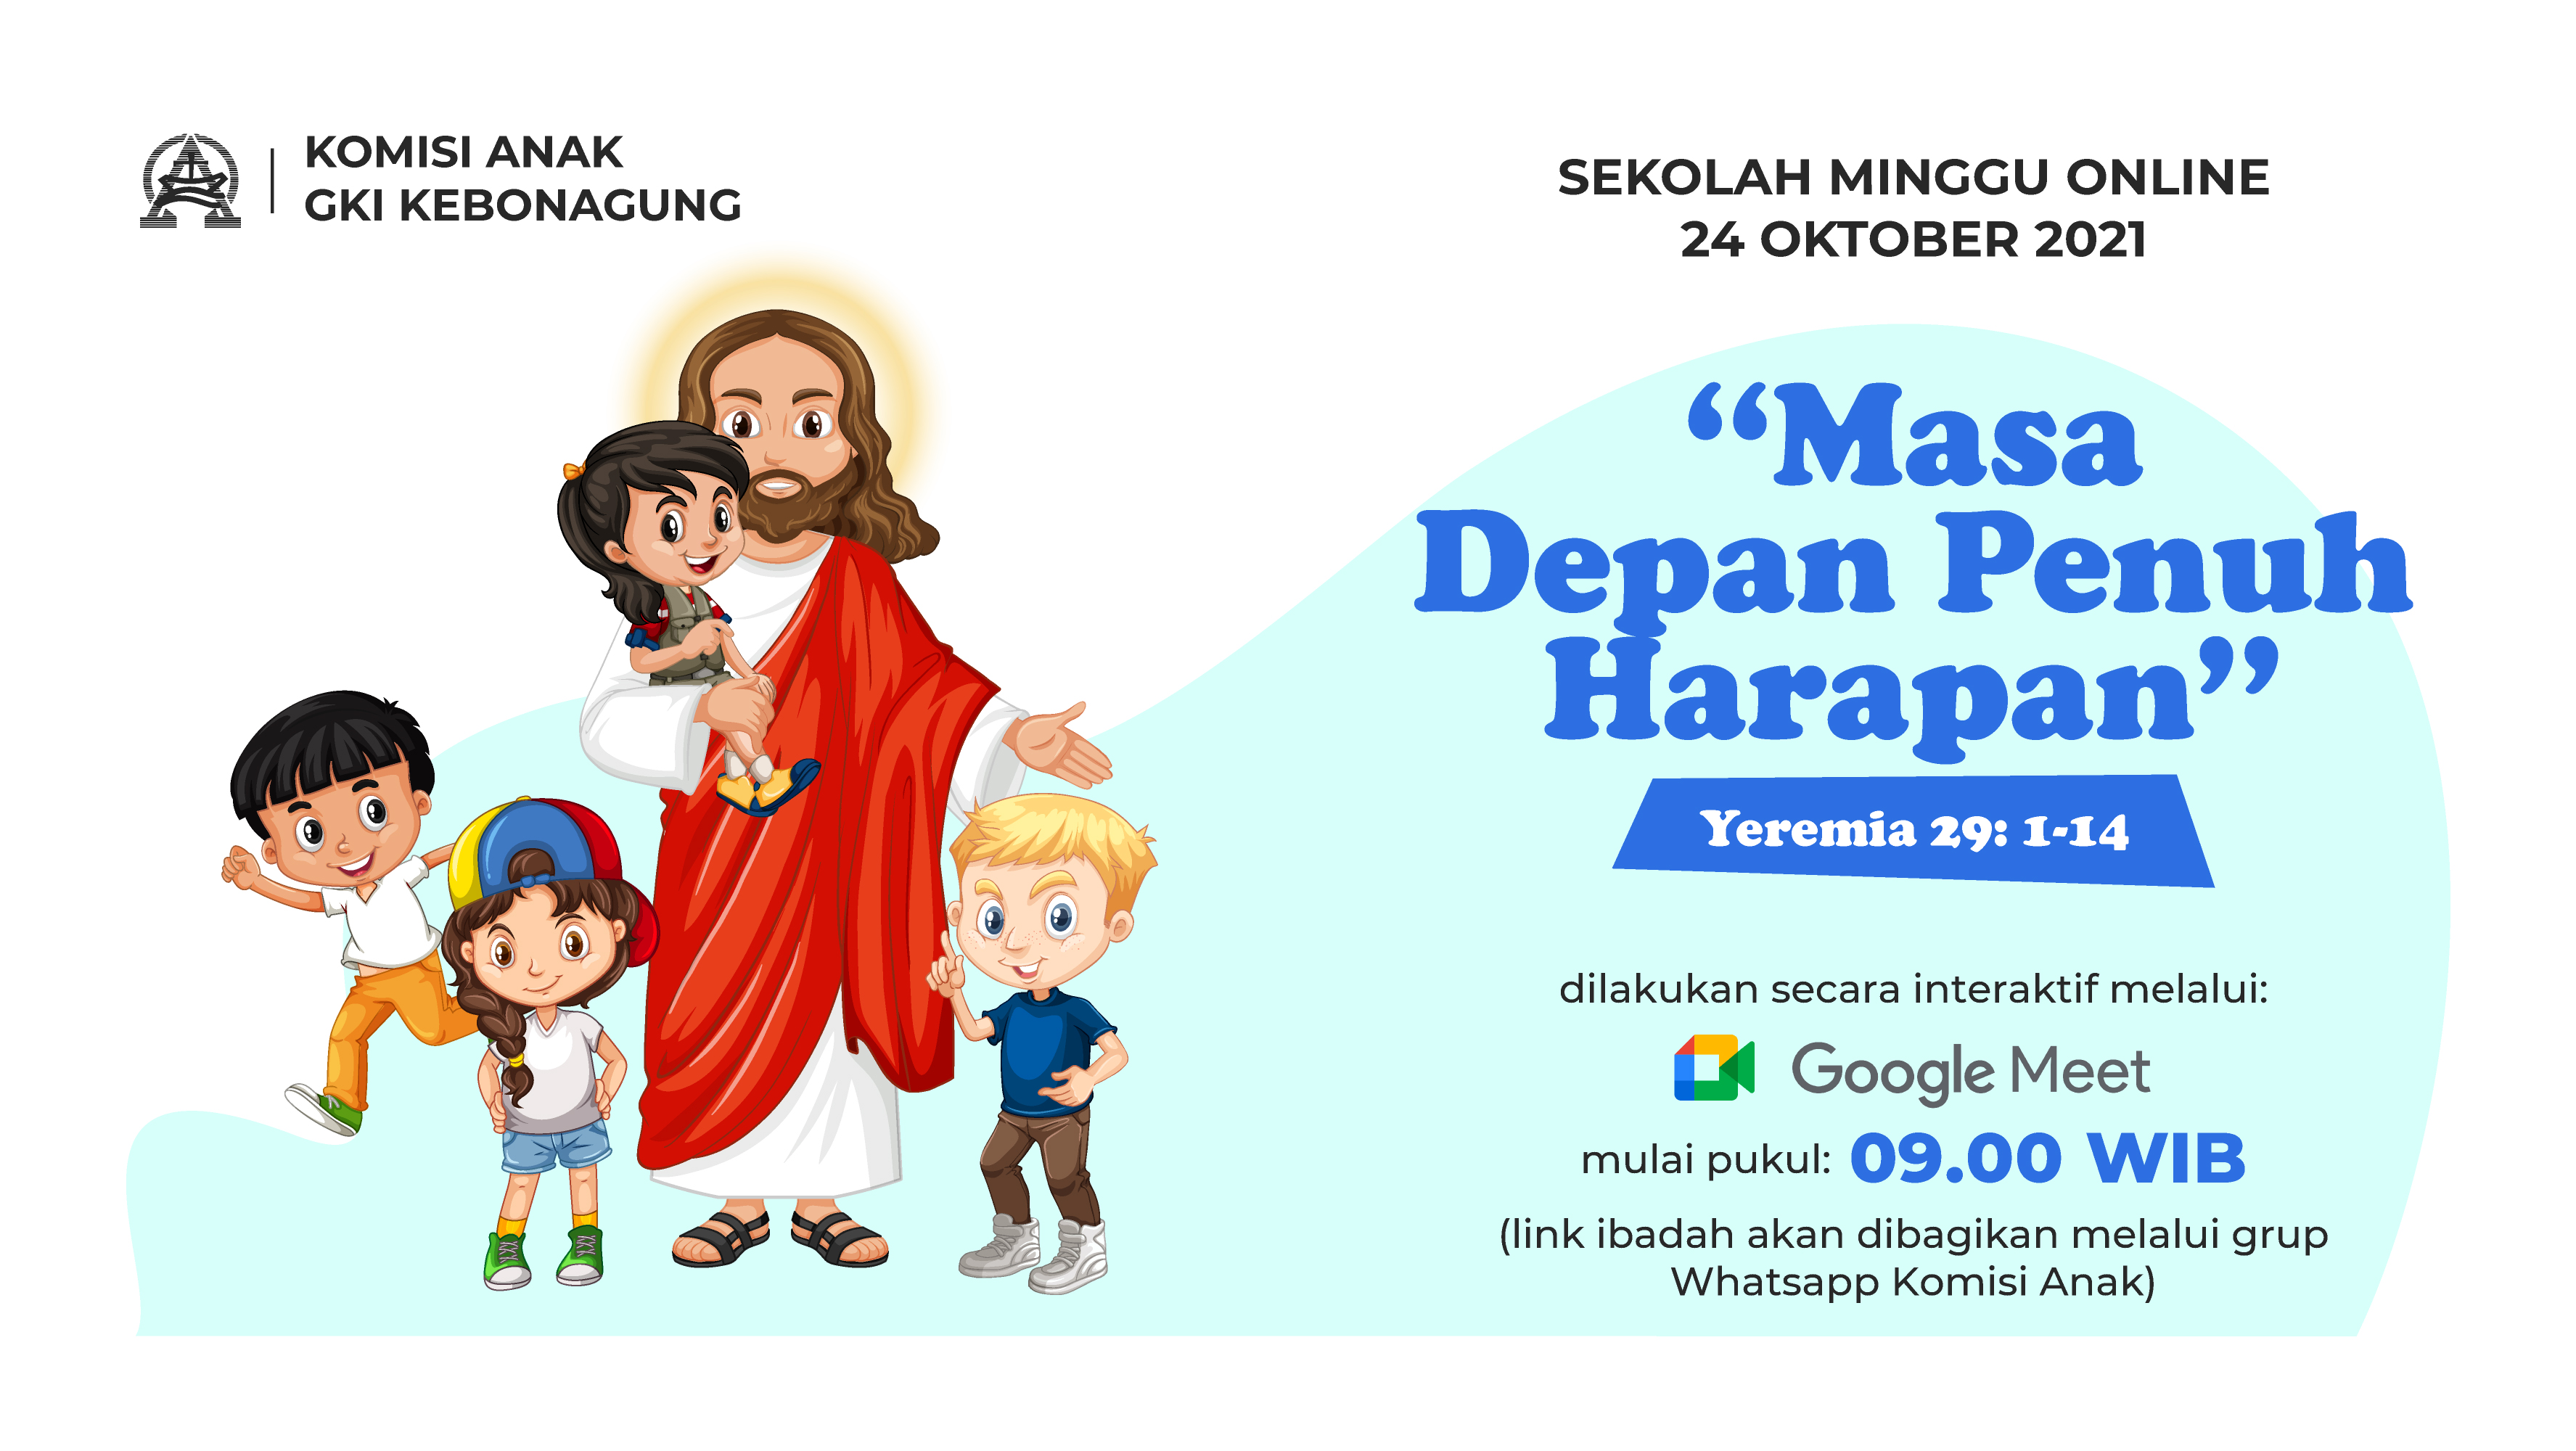 KOMISI ANAK
GKI KEBONAGUNG
SEKOLAH MINGGU ONLINE
24 OKTOBER 2021
“Masa
Depan Penuh
Harapan”
Yeremia 29: 1-14
dilakukan secara interaktif melalui:
Google Meet
mulai pukul: 09.00 WIB
(link ibadah akan dibagikan melalui grup
Whatsapp Komisi Anak)